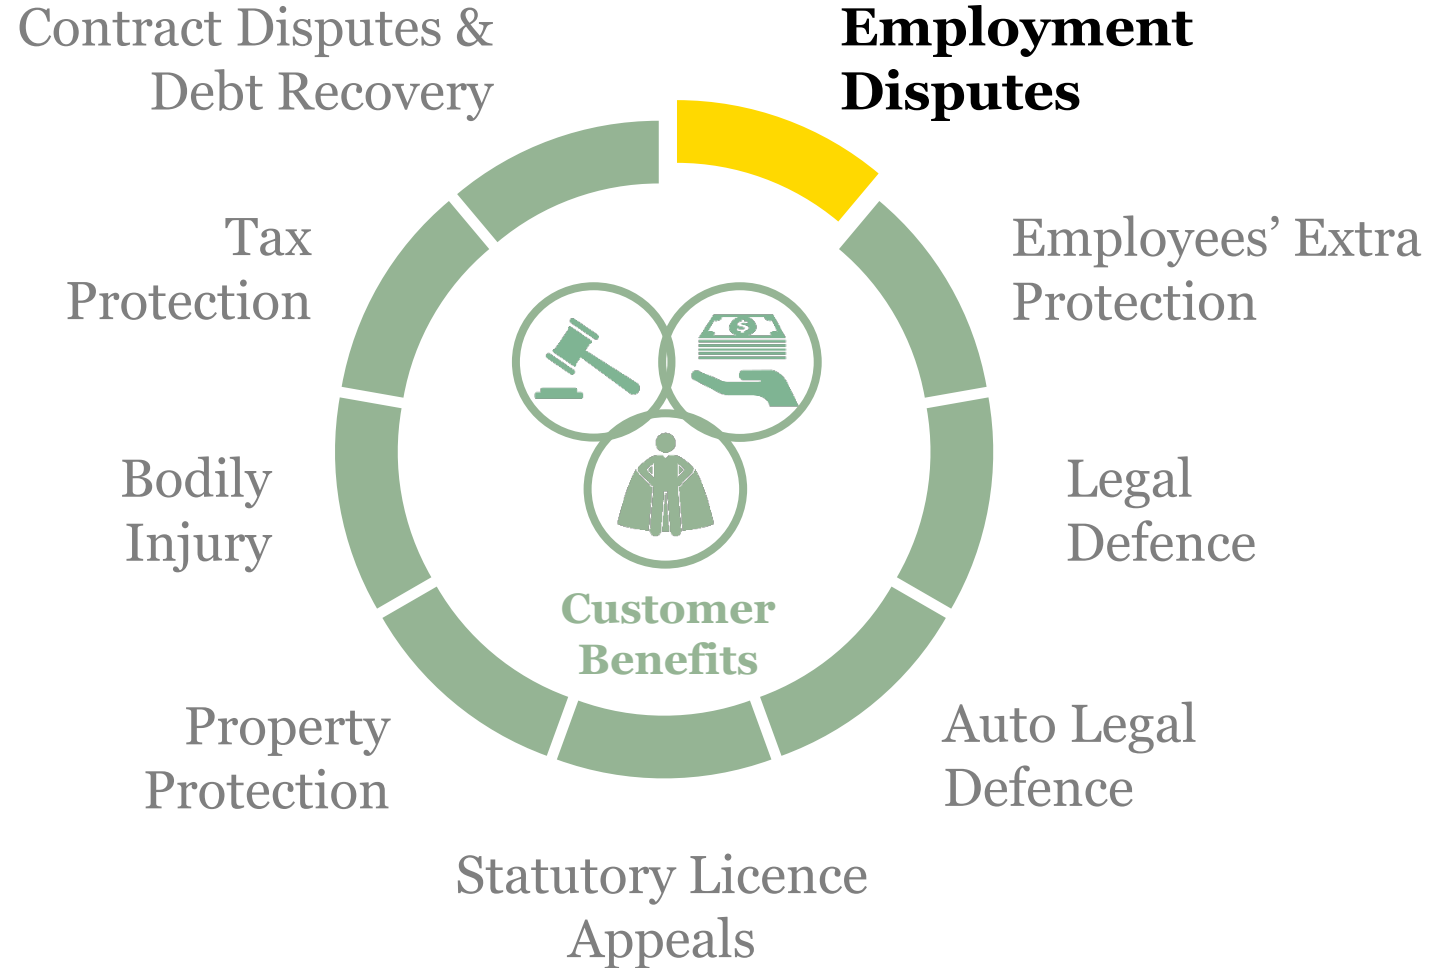 Contract Disputes &
Debt Recovery
Employment
Disputes
Tax
Protection
Employees’ Extra
Protection
Bodily
Injury
Legal
Defence
Customer
Benefits
Property
Protection
Auto Legal
Defence
Statutory Licence
Appeals